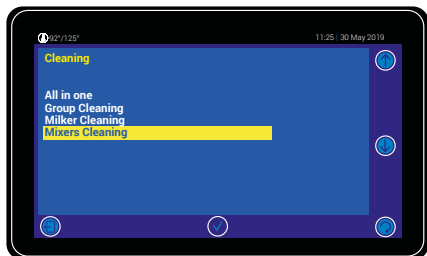 92°/125°
11:25 | 30 May 2019
Cleaning
All in one
Group Cleaning
Milker Cleaning
Mixers Cleaning